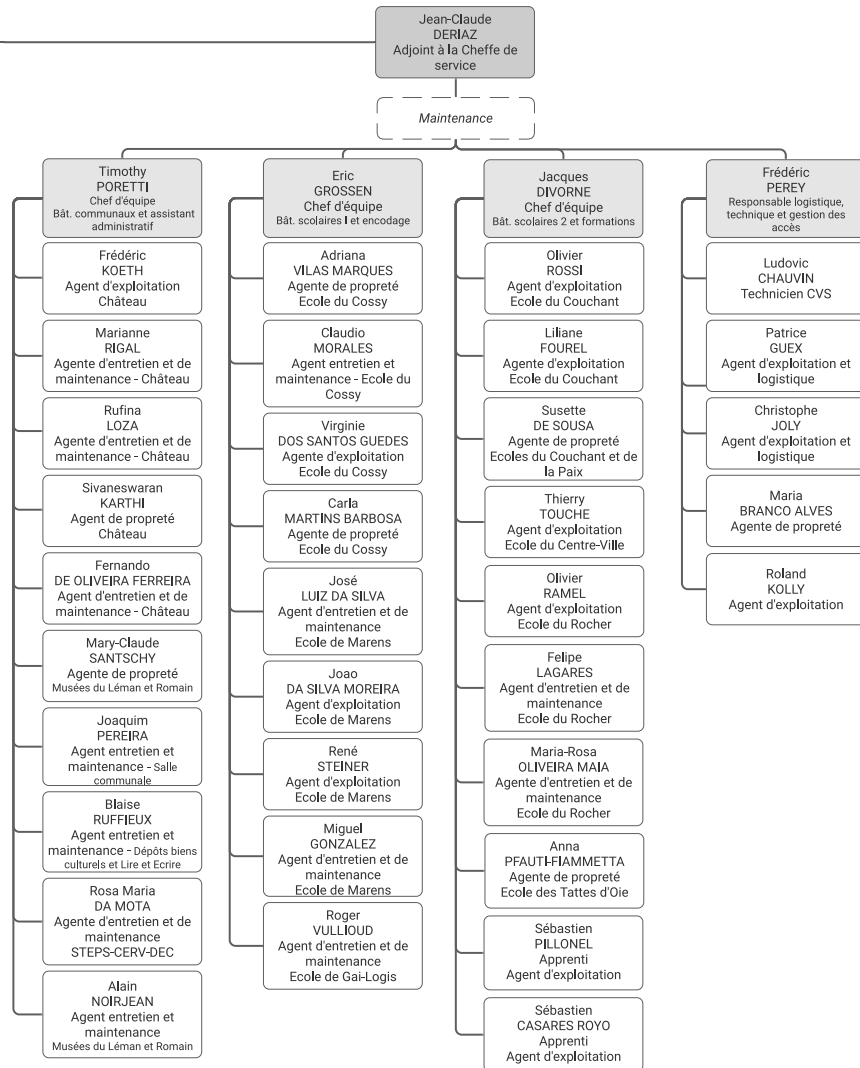 Jean-Claude
DERIAZ
Adjoint à la Cheffe de
service
Maintenance
Timothy
PORETTI
Chef d'équipe
Bât. communaux et assistant
administratif
Frédéric
KOETH
Agent d'exploitation
Château
Marianne
RIGAL
Agente d'entretien et de
maintenance - Château
Rufina
LOZA
Agente d'entretien et de
maintenance - Château
Sivaneswaran
KARTHI
Agent de propreté
Château
Fernando
DE OLIVEIRA FERREIRA
Agent d'entretien et de
maintenance - Château
Mary-Claude
SANTSCHY
Agente de propreté
Musées du Léman et Romain
Joaquim
PEREIRA
Agent entretien et
maintenance - Salle
communale
Blaise
RUFFIEUX
Agent entretien et
maintenance - Dépôts biens
culturels et Lire et Ecrire
Rosa Maria
DA MOTA
Agente d'entretien et de
maintenance
STEPS-CERV-DEC
Alain
NOIRJEAN
Agent entretien et
maintenance
Musées du Léman et Romain
Eric
GROSSEN
Chef d'équipe
Bât. scolaires I et encodage
Adriana
VILAS MARQUES
Agente de propreté
Ecole du Cossy
Claudio
MORALES
Agent entretien et
maintenance - Ecole du
Cossy
Virginie
DOS SANTOS GUEDES
Agente d'exploitation
Ecole du Cossy
Carla
MARTINS BARBOSA
Agente de propreté
Ecole du Cossy
José
LUIZ DA SILVA
Agent d'entretien et de
maintenance
Ecole de Marens
Joao
DA SILVA MOREIRA
Agent d'exploitation
Ecole de Marens
René
STEINER
Agent d'exploitation
Ecole de Marens
Miguel
GONZALEZ
Agent d'entretien et de
maintenance
Ecole de Marens
Roger
VULLIOUD
Agent d'entretien et de
maintenance
Ecole de Gai-Logis
Jacques
DIVORNE
Chef d'équipe
Bât. scolaires 2 et formations
Olivier
ROSSI
Agent d'exploitation
Ecole du Couchant
Liliane
FOUREL
Agente d'exploitation
Ecole du Couchant
Susette
DE SOUSA
Agente de propreté
Ecoles du Couchant et de
la Paix
Thierry
TOUCHE
Agent d'exploitation
Ecole du Centre-Ville
Olivier
RAMEL
Agent d'exploitation
Ecole du Rocher
Felipe
LAGARES
Agent d'entretien et de
maintenance
Ecole du Rocher
Maria-Rosa
OLIVEIRA MAIA
Agente d'entretien et de
maintenance
Ecole du Rocher
Anna
PFAUTI-FIAMMETTA
Agente de propreté
Ecole des Tattes d'Oie
Sébastien
PILLONEL
Apprenti
Agent d'exploitation
Sébastien
CASARES ROYO
Apprenti
Agent d'exploitation
Frédéric
PEREY
Responsable logistique,
technique et gestion des
accès
Ludovic
CHAUVIN
Technicien CVS
Patrice
GUEX
Agent d'exploitation et
logistique
Christophe
JOLY
Agent d'exploitation et
logistique
Maria
BRANCO ALVES
Agente de propreté
Roland
KOLLY
Agent d'exploitation